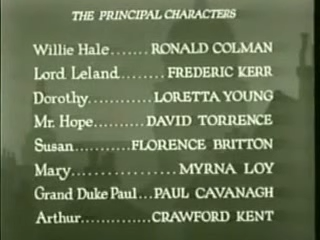 THE PRINCIPAL CHARACTERS
Willie Hale.......RONALD COLMAN
Lord Leland........FREDERIC KERR
Dorothy............LORETTA YOUNG
Mr. Hope..........DAVID TORRENCE
Susan...........FLORENCE BRITTON
Mary................MYRNA LOY
Grand Duke Paul...PAUL CAVANAGH
Arthur............CRAWFORD KENT